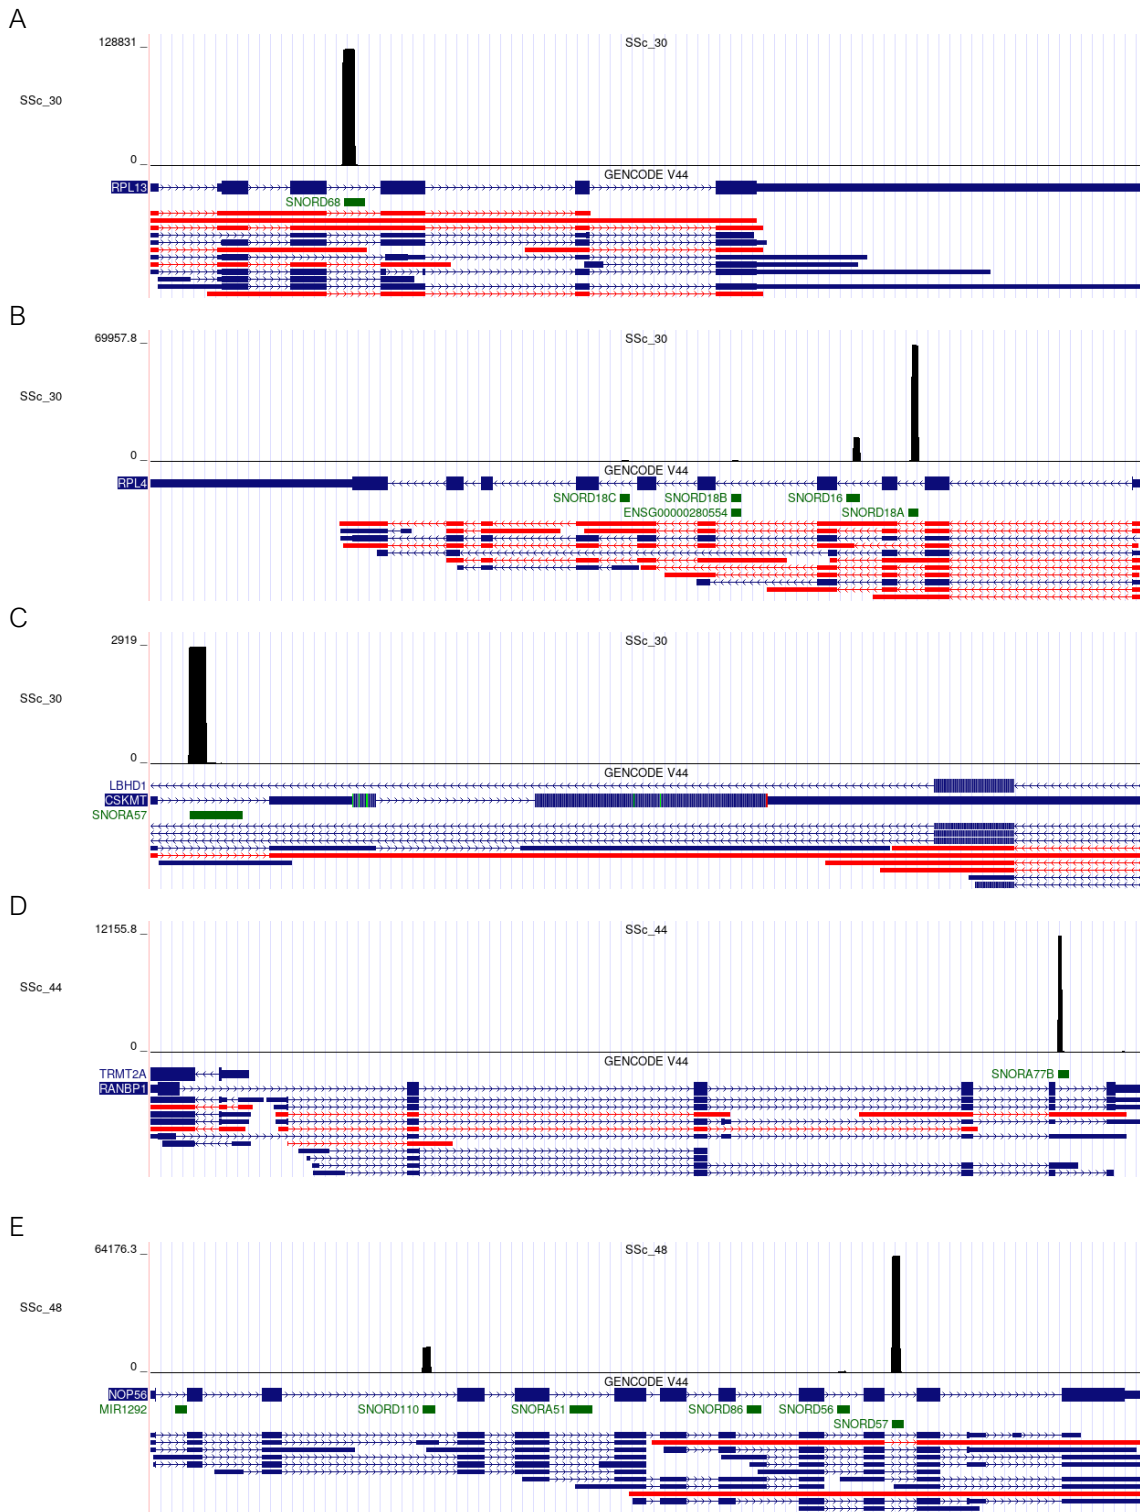 A
128831
SSc_30
SSc_30
0
GENCODE V44
RPL13
SNORD68
B
69957.8
SSc_30
SSc_30
0
GENCODE V44
RPL4
SNORD18C SNORD18B SNORD16
ENSG00000280554 SNORD18A
C
2919
SSc_30
SSc_30
0
GENCODE V44
LBHD1
CSKMT
SNORA57
D
12155.8
SSc_44
SSc_44
0
GENCODE V44
TRMT2A SNORA77B
RANBP1
E
64176.3
SSc_48
SSc_48
0
GENCODE V44
NOP56
MIR1292 SNORD110 SNORA51 SNORD86 SNORD56
SNORD57